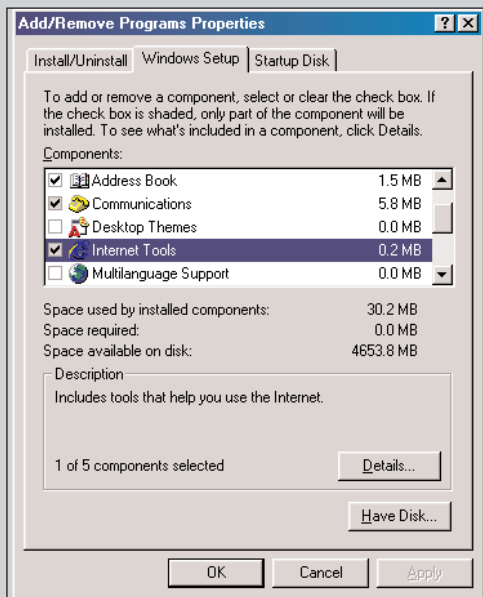 Add/Remove Programs Properties
Install/Uninstall Windows Setup Startup Disk
To add or remove a component, select or clear the check box. If
the check box is shaded, only part of the component will be
installed. To see what's included in a component, click Details.
Components:
Address Book 1.5 MB
Communications 5.8 MB
Desktop Themes 0.0 MB
Internet Tools 0.2 MB
Multilanguage Support 0.0 MB
Space used by installed components: 30.2 MB
Space required: 0.0 MB
Space available on disk: 4653.8 MB
Description
Includes tools that help you use the Internet.
1 of 5 components selected Details...
Have Disk...
OK Cancel Apply